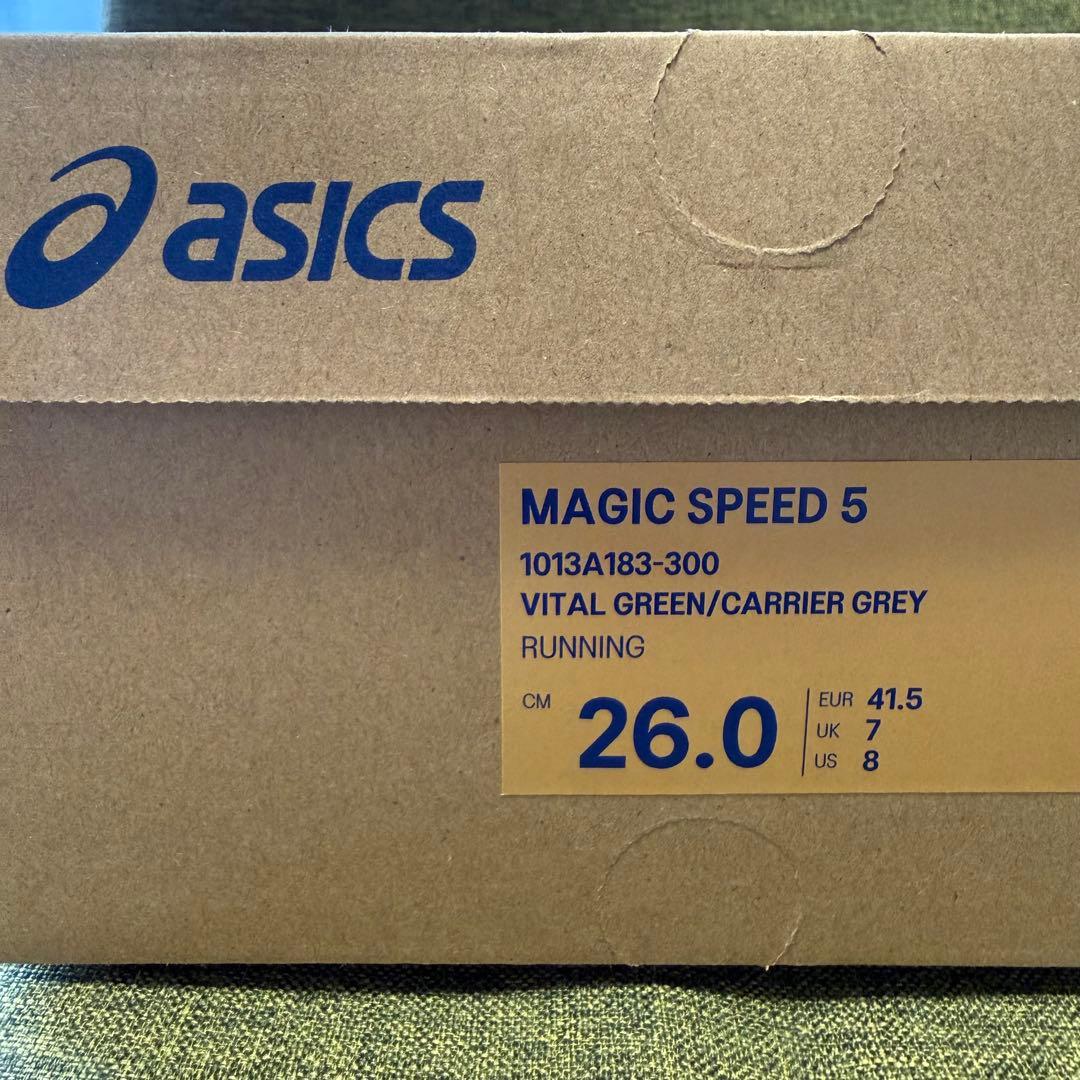 asics
MAGIC SPEED 5
1013A183-300
VITAL GREEN/CARRIER GREY
RUNNING
CM 26.0
EUR 41.5
UK 7
US 8